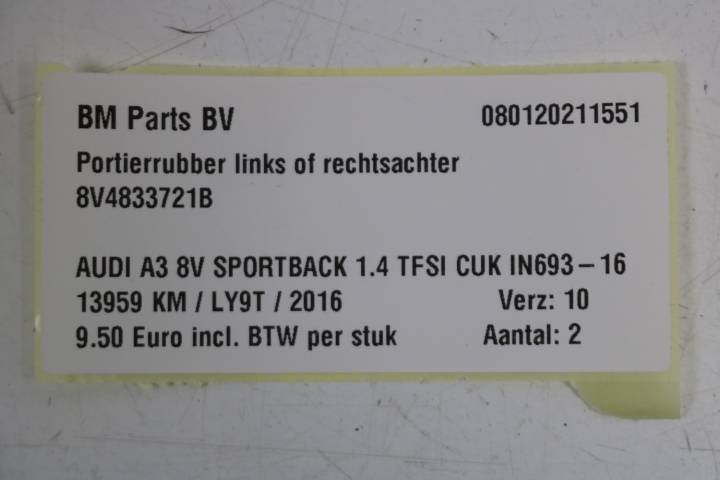 BM Parts BV 080120211551
Portierrubber links of rechtsachter
8V4833721B
AUDI A3 8V SPORTBACK 1.4 TFSI CUK IN693-16
13959 KM / LY9T / 2016 Verz: 10
9.50 Euro incl. BTW per stuk Aantal: 2